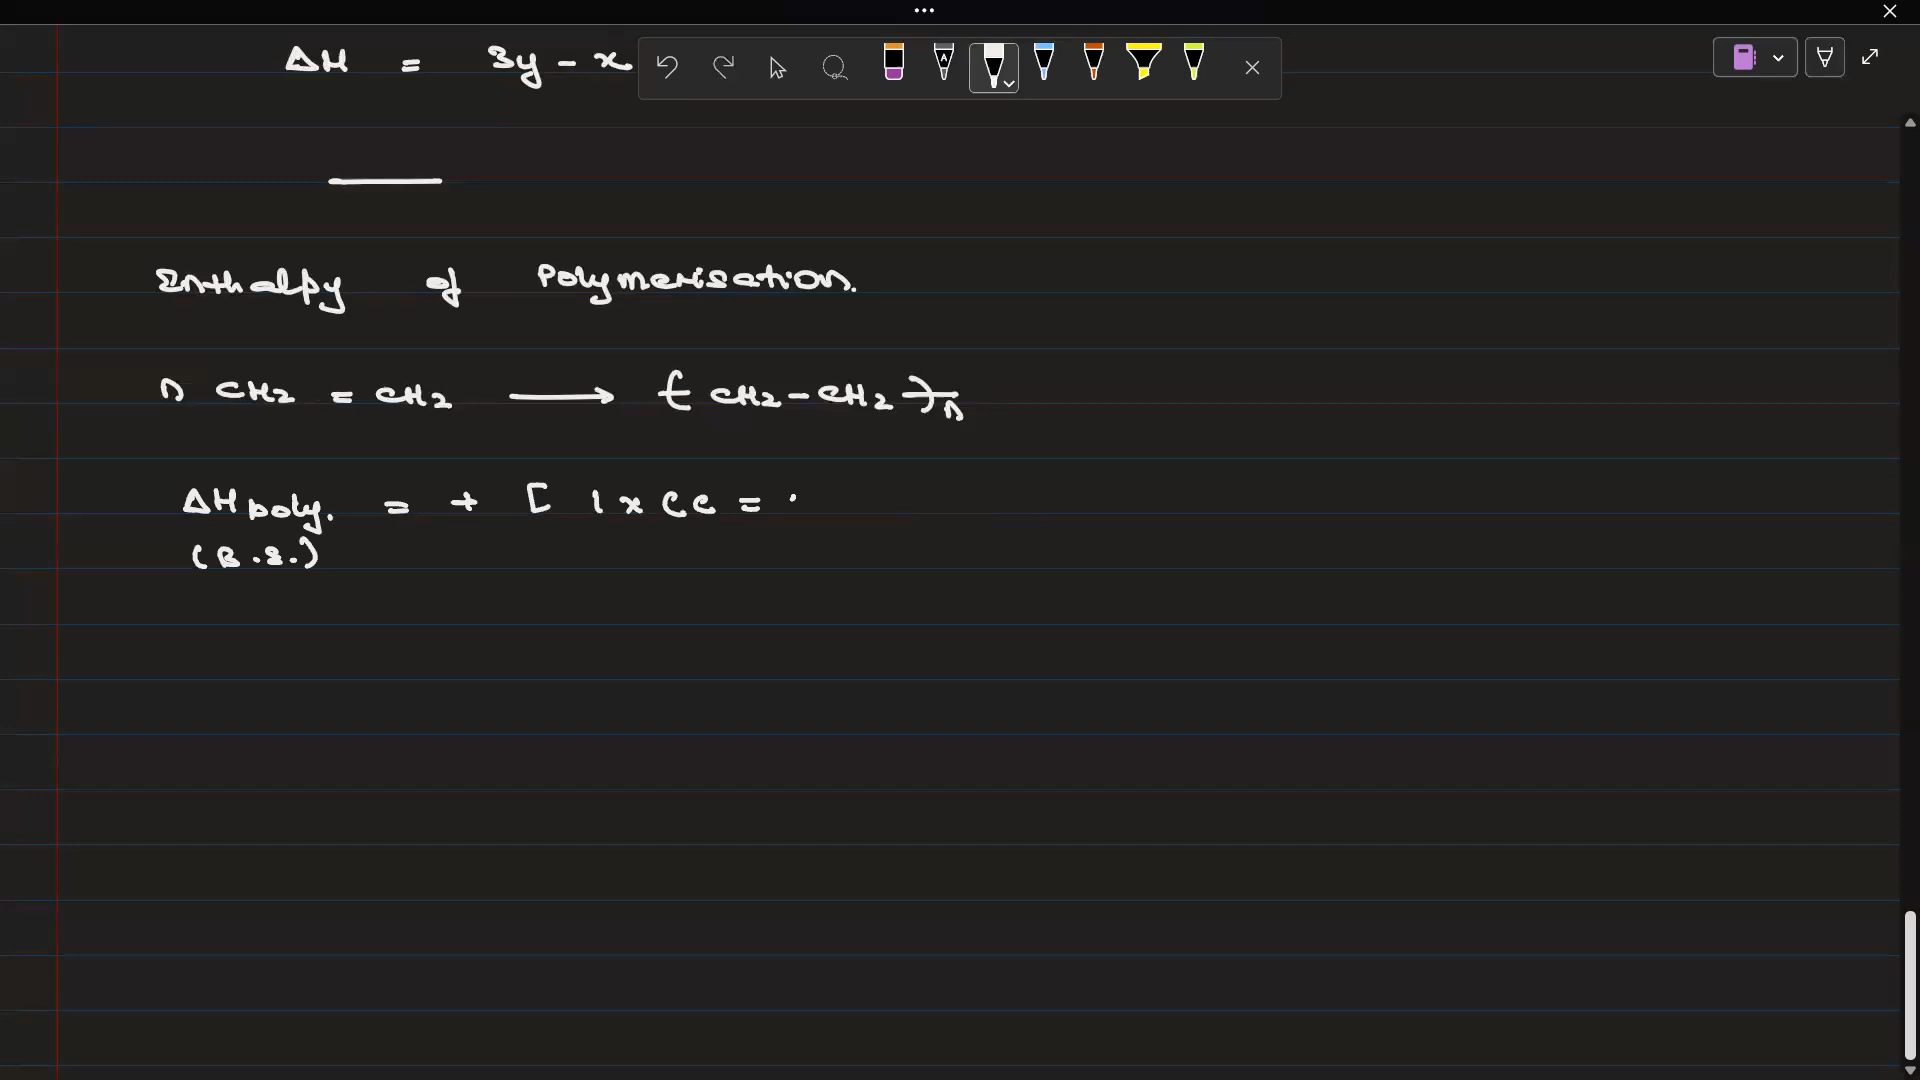 ΔH = 3y - x
Enthalpy of Polymerisation.
n CH2 = CH2 ⟶ ( CH2 - CH2 )n
ΔH poly. = + [ 1 x (C =
(B.E.)